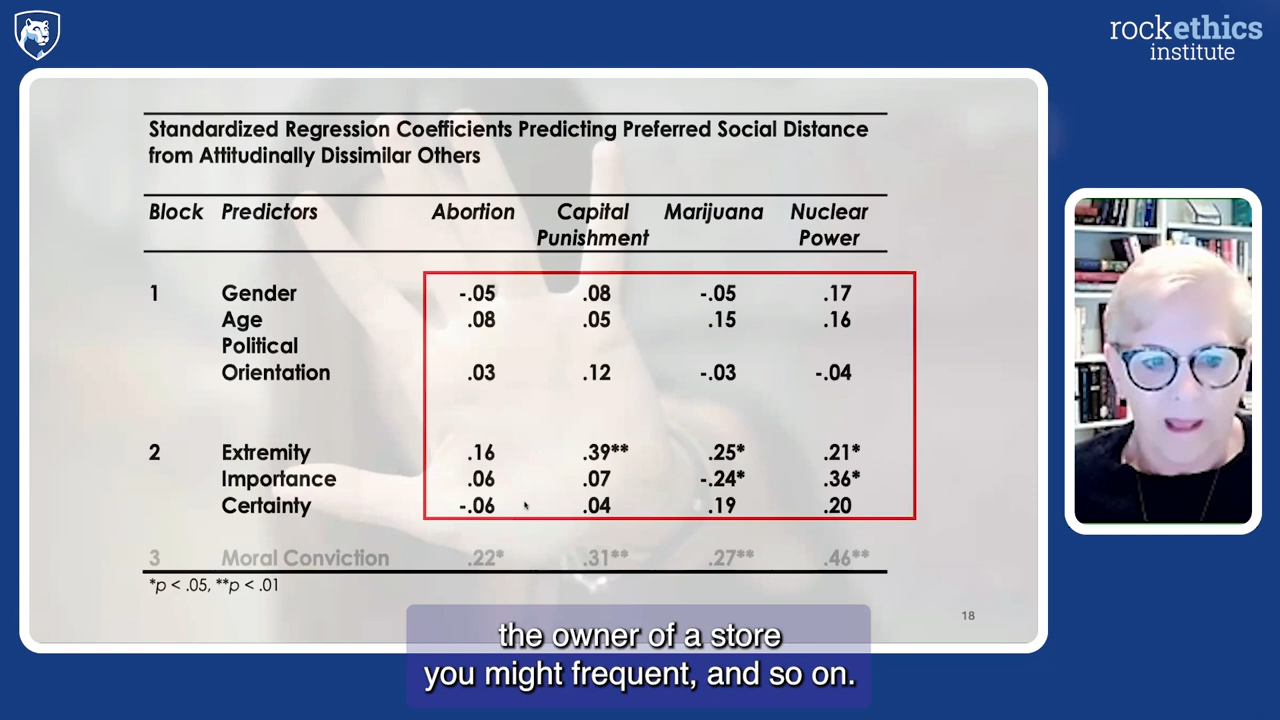 rockethics
institute
Standardized Regression Coefficients Predicting Preferred Social Distance
from Attitudinally Dissimilar Others
Block Predictors Abortion Capital Punishment Marijuana Nuclear Power
1 Gender -.05 .08 -.05 .17
Age .08 .05 .15 .16
Political
Orientation .03 .12 -.03 -.04
2 Extremity .16 .39** .25* .21*
Importance .06 .07 -.24* .36*
Certainty -.06 .04 .19 .20
3 Moral Conviction .22* .31** .27** .46**
*p < .05, **p < .01
18
the owner of a store
you might frequent, and so on.